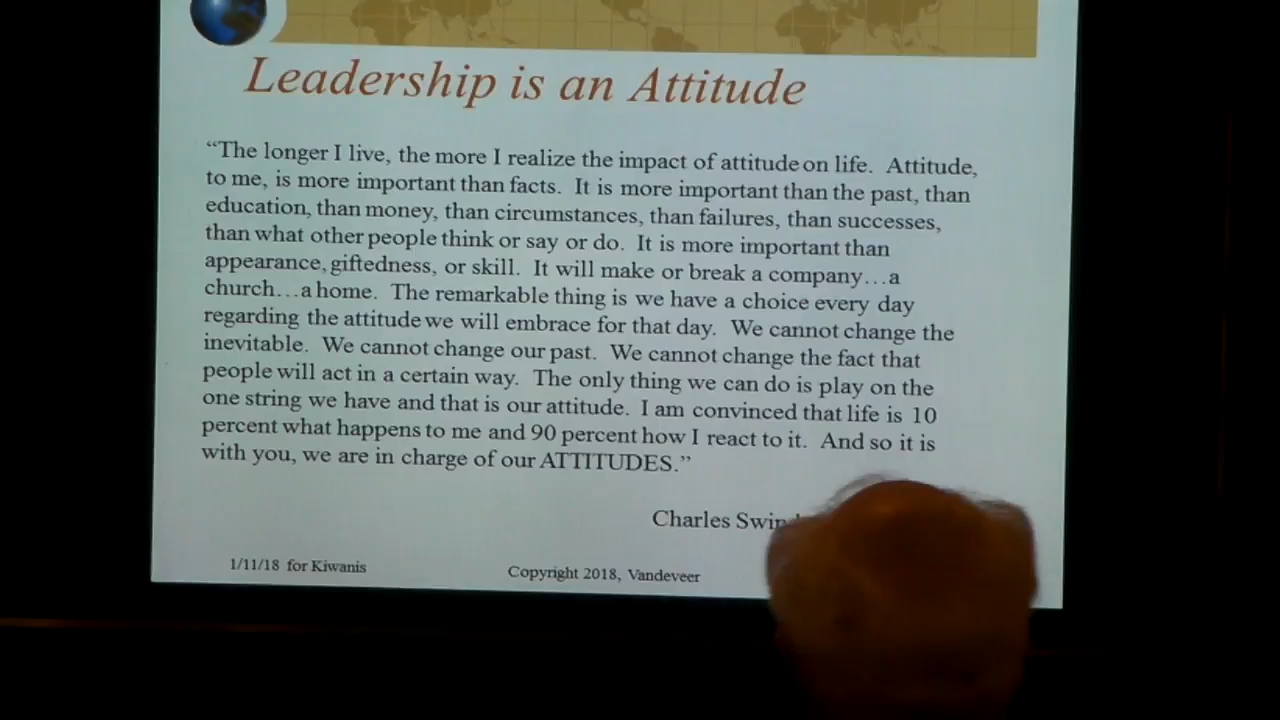 Leadership is an Attitude
“The longer I live, the more I realize the impact of attitude on life. Attitude,
to me, is more important than facts. It is more important than the past, than
education, than money, than circumstances, than failures, than successes,
than what other people think or say or do. It is more important than
appearance, giftedness, or skill. It will make or break a company…a
church…a home. The remarkable thing is we have a choice every day
regarding the attitude we will embrace for that day. We cannot change the
inevitable. We cannot change our past. We cannot change the fact that
people will act in a certain way. The only thing we can do is play on the
one string we have and that is our attitude. I am convinced that life is 10
percent what happens to me and 90 percent how I react to it. And so it is
with you, we are in charge of our ATTITUDES.”
Charles
1/11/18 for Kiwanis
Copyright 2018, Vandeveer